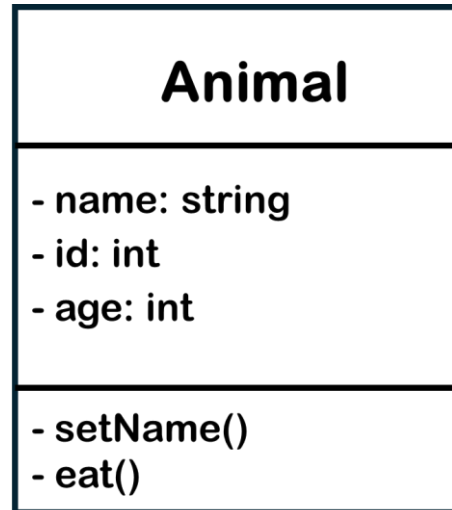 Animal
- name: string
- id: int
- age: int
- setName()
- eat()